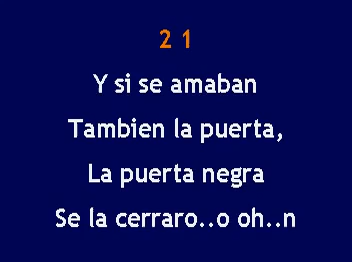 2 1
Y si se amaban
Tambien la puerta,
La puerta negra
Se la cerraro..o oh..n